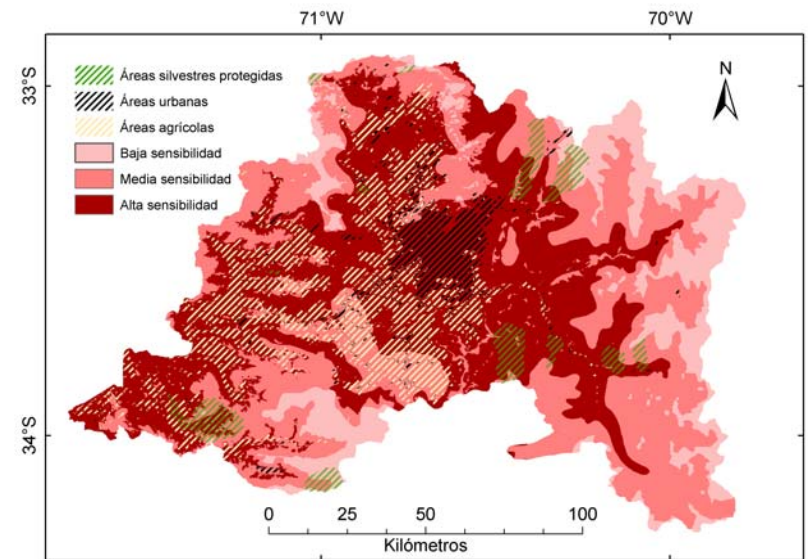 71°W
70°W
33°S
34°S
Áreas silvestres protegidas
Áreas urbanas
Áreas agrícolas
Baja sensibilidad
Media sensibilidad
Alta sensibilidad
N
0 25 50 100
Kilómetros